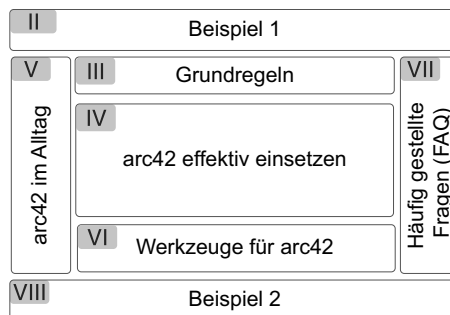 II
Beispiel 1
V
arc42 im Alltag
III
Grundregeln
IV
arc42 effektiv einsetzen
VI
Werkzeuge für arc42
VII
Häufig gestellte
Fragen (FAQ)
VIII
Beispiel 2